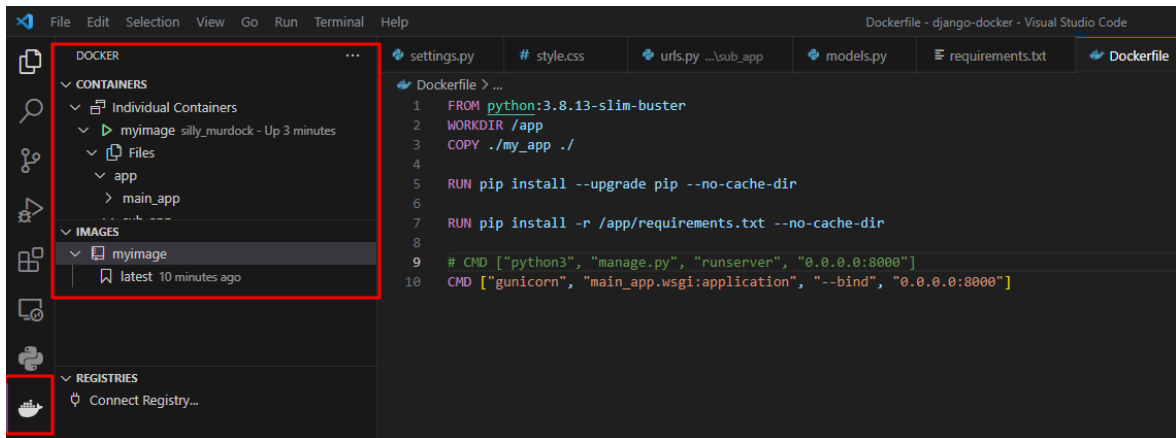 File Edit Selection View Go Run Terminal Help
Dockerfile - django-docker - Visual Studio Code
DOCKER ...
CONTAINERS
Individual Containers
myimage silly_murdock - Up 3 minutes
Files
app
main_app
IMAGES
myimage
latest 10 minutes ago
REGISTRIES
Connect Registry...
settings.py # style.css urls.py ...\sub_app models.py requirements.txt Dockerfile
Dockerfile > ...
1 FROM python:3.8.13-slim-buster
2 WORKDIR /app
3 COPY ./my_app ./
4
5 RUN pip install --upgrade pip --no-cache-dir
6
7 RUN pip install -r /app/requirements.txt --no-cache-dir
8
9 # CMD ["python3", "manage.py", "runserver", "0.0.0.0:8000"]
10 CMD ["gunicorn", "main_app.wsgi:application", "--bind", "0.0.0.0:8000"]